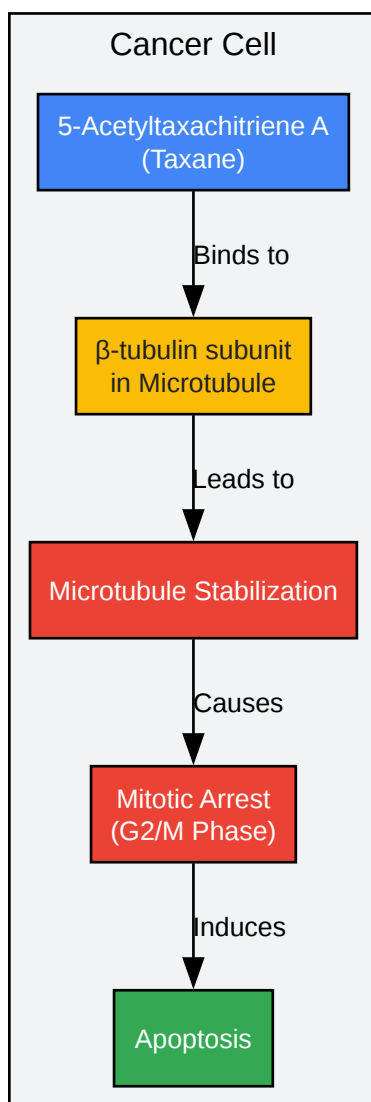 Cancer Cell
5-Acetyltaxachitriene A
(Taxane)
Binds to
β-tubulin subunit
in Microtubule
Leads to
Microtubule Stabilization
Causes
Mitotic Arrest
(G2/M Phase)
Induces
Apoptosis